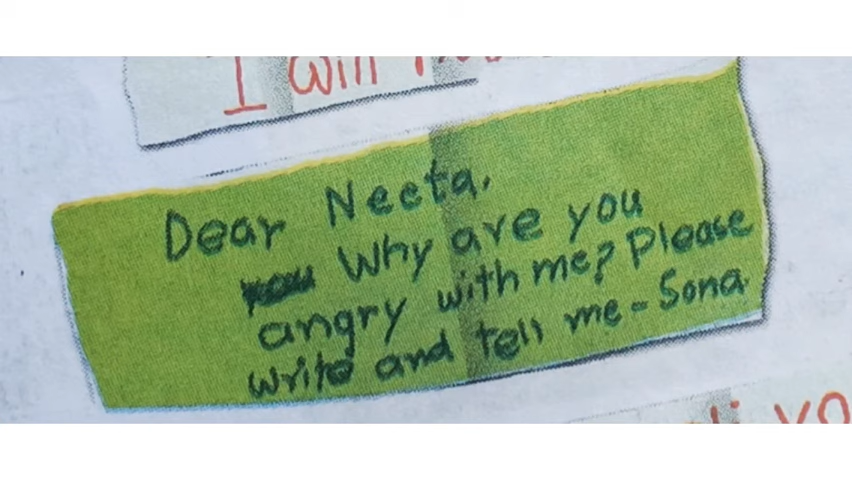 I will
Dear Neeta,
Why are you
angry with me? Please
write and tell me - Sona